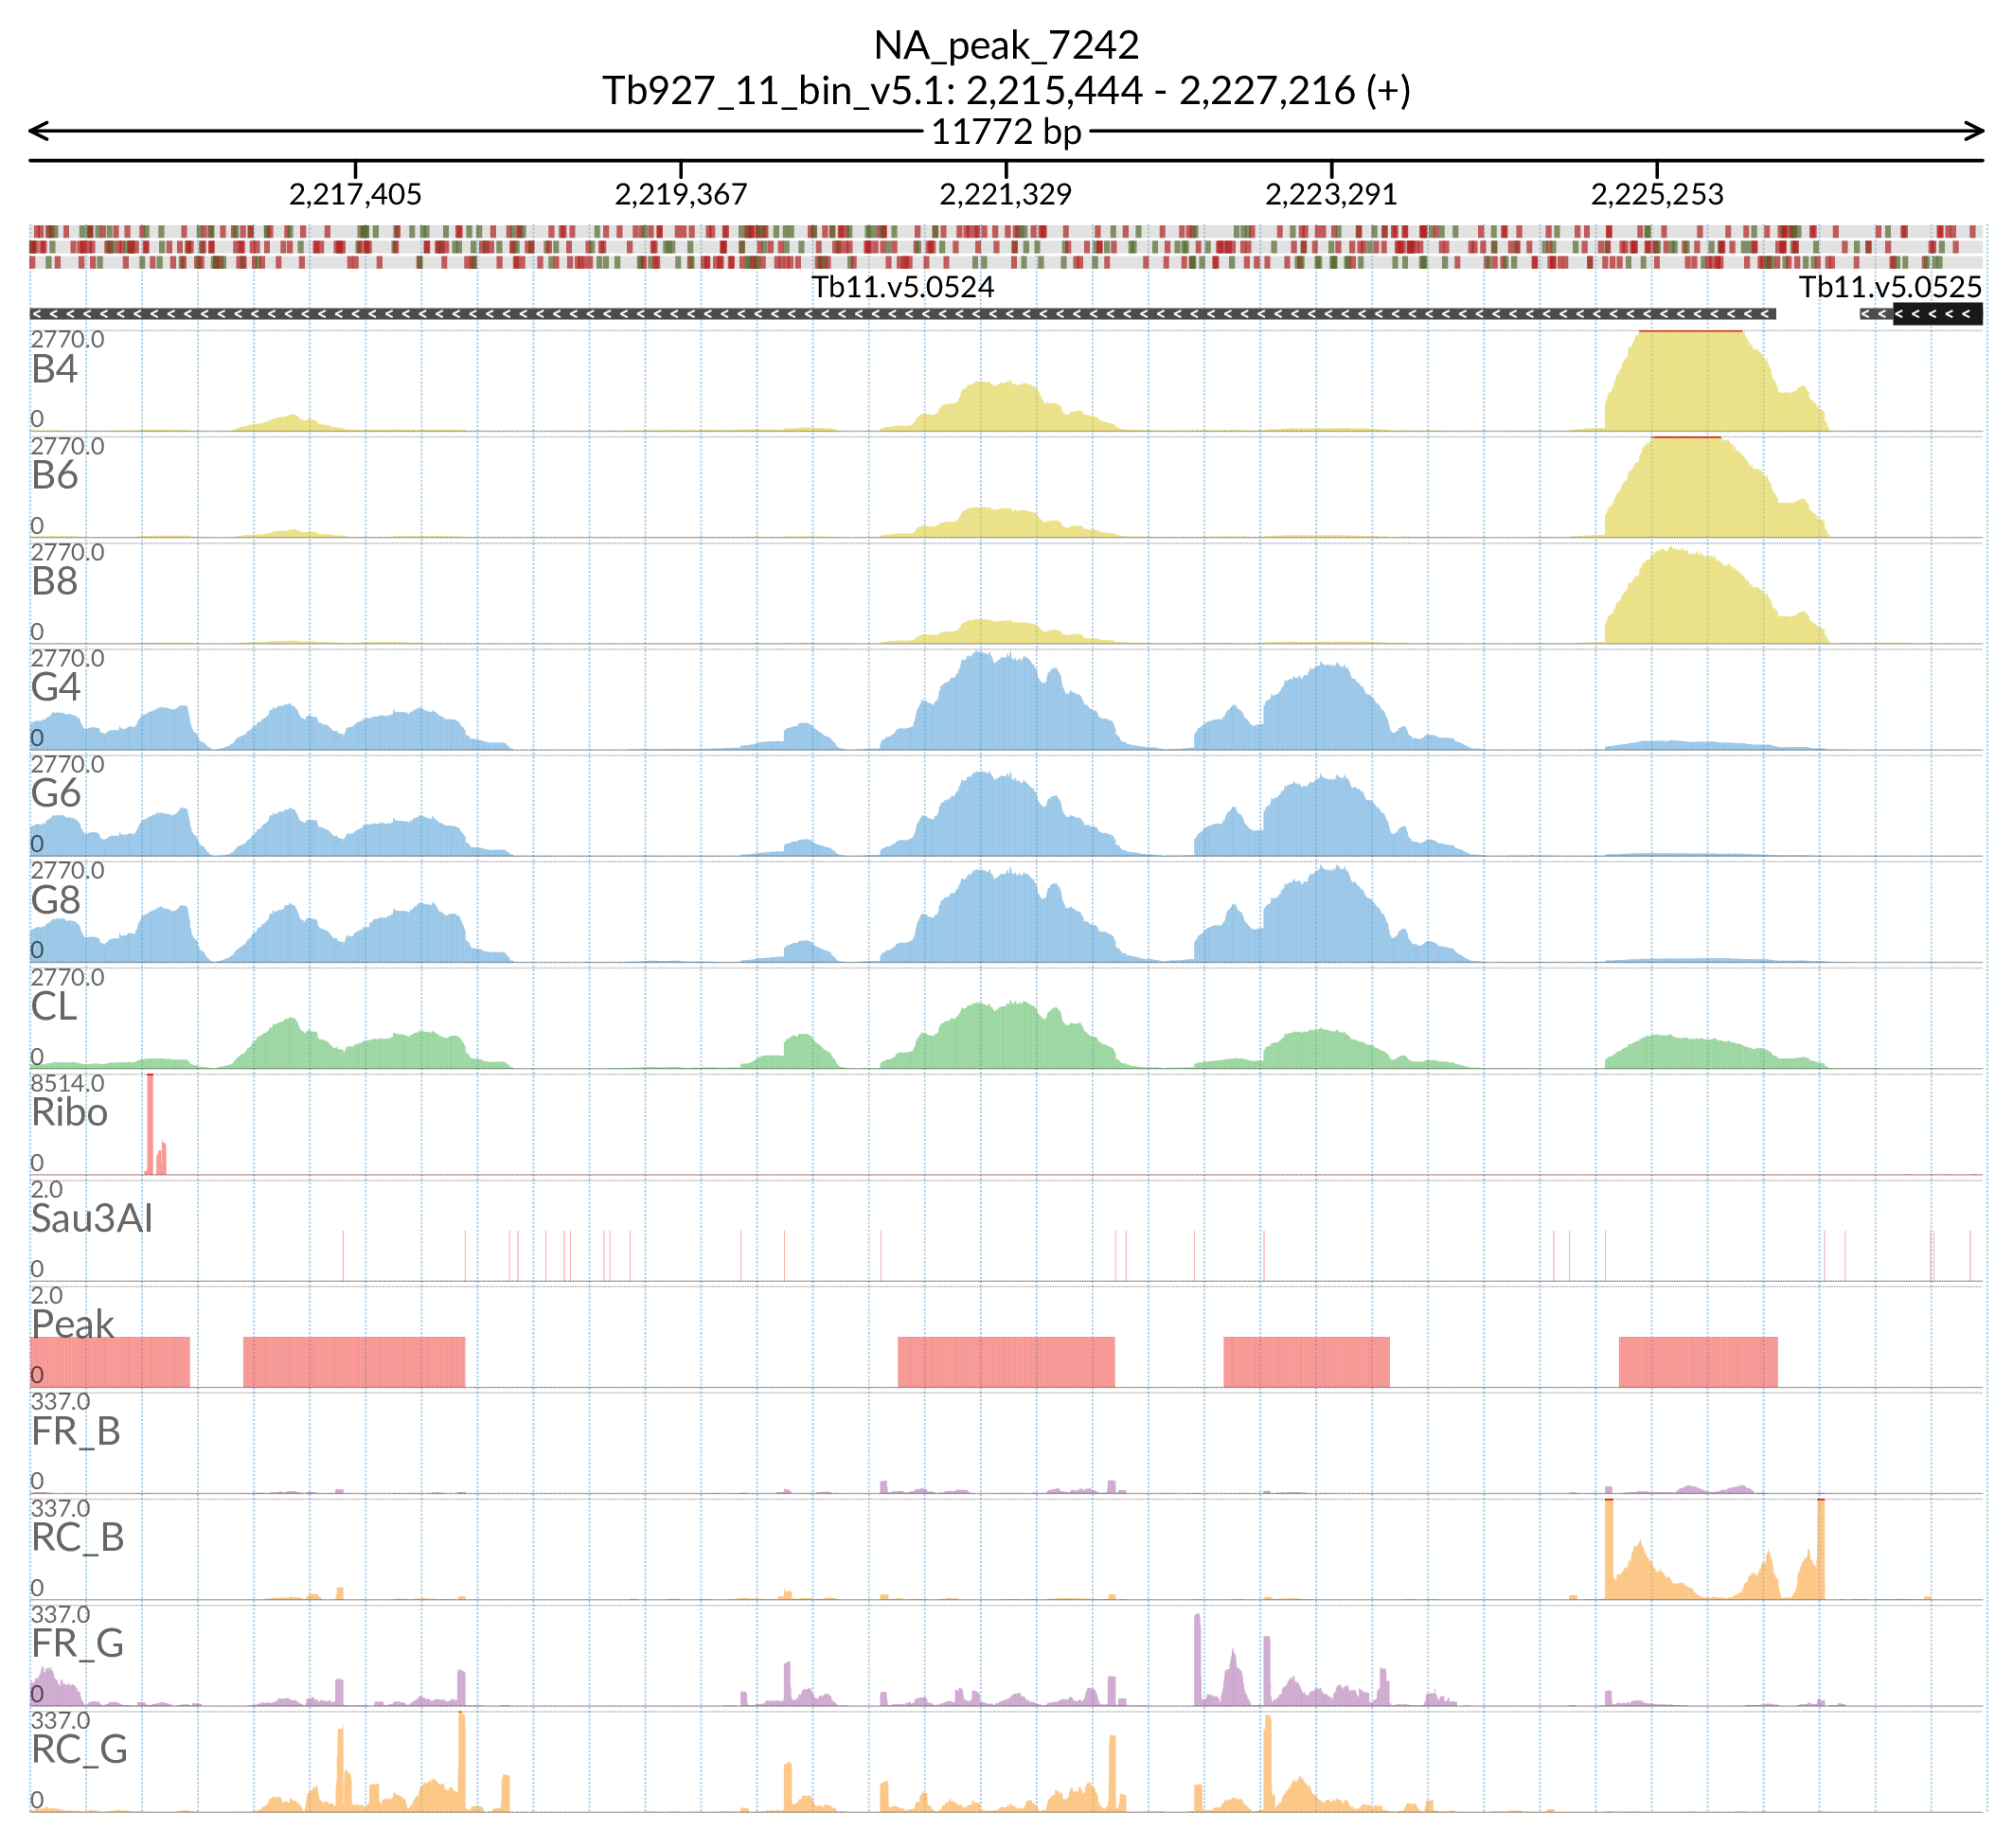 NA_peak_7242
Tb927_11_bin_v5.1: 2,215,444 - 2,227,216 (+)
11772 bp
2,217,405 2,219,367 2,221,329 2,223,291 2,225,253
Tb11.v5.0524 Tb11.v5.0525
2770.0
B4
0
2770.0
B6
0
2770.0
B8
0
2770.0
G4
0
2770.0
G6
0
2770.0
G8
0
2770.0
CL
0
8514.0
Ribo
0
2.0
Sau3AI
0
2.0
Peak
0
337.0
FR_B
0
337.0
RC_B
0
337.0
FR_G
0
337.0
RC_G
0